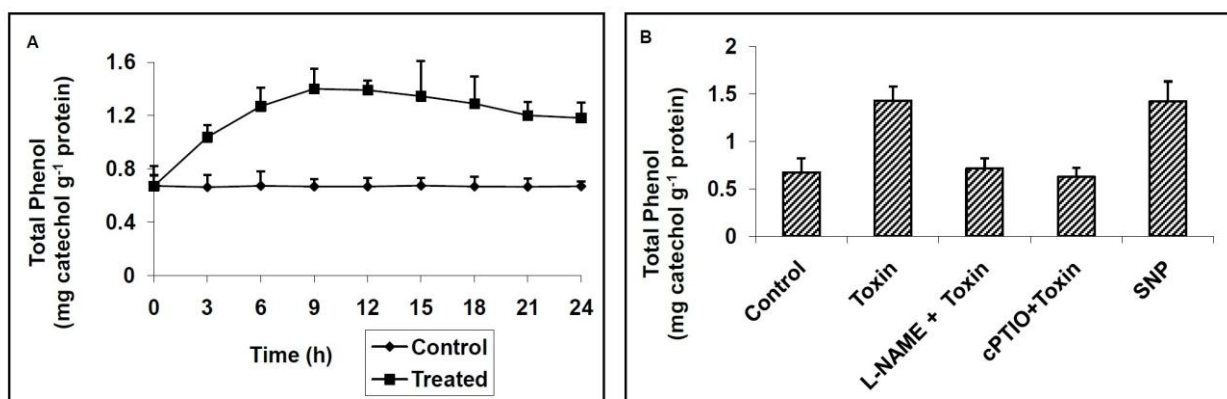 A
Total Phenol
(mg catechol g⁻¹ protein)
1.6
1.2
0.8
0.4
0
0 3 6 9 12 15 18 21 24
Time (h)
Control
Treated
B
Total Phenol
(mg catechol g⁻¹ protein)
2
1.5
1
0.5
0
Control
Toxin
L-NAME + Toxin
cPTIO+Toxin
SNP